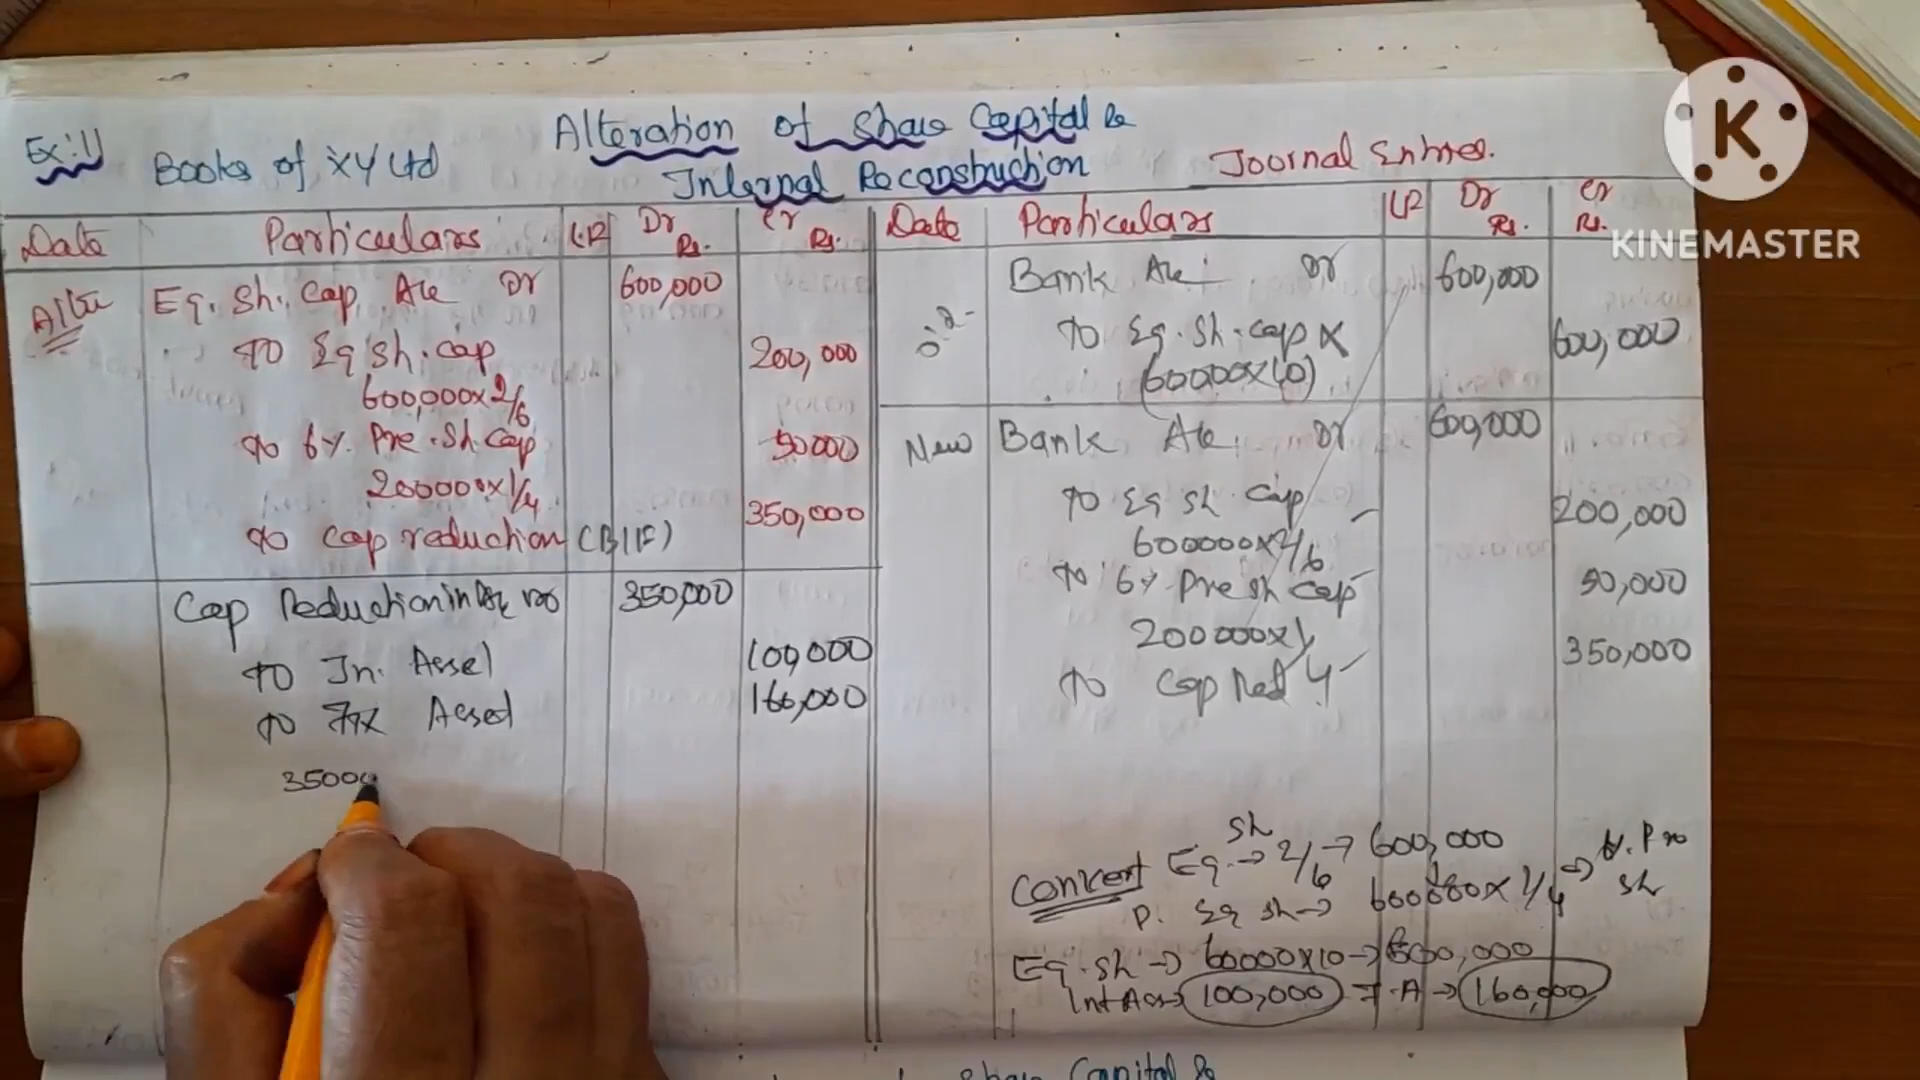 Ex:11
Books of XY Ltd
Alteration of Share Capital &
Internal Reconstruction
Journal Entries.
K
KINEMASTER
Date Particulars LP Dr Rs. Cr Rs.
Alter Eq. Sh. Cap A/c Dr 600,000
To Eq Sh. cap 200,000
600,000x2/6
To 6% Pre. Sh. Cap 50000
200000x1/4
To Cap reduction (B/F) 350,000
Cap Reduction in A/c Dr 350,000
To In. Asset 100,000
To Fix Asset 160,000
3500
Date Particulars LP Dr Rs. Cr Rs.
Bank A/c Dr 600,000
To Eq. Sh. cap x 600,000
(60000x10)
New Bank A/c Dr 600,000
To Eq Sh Cap 200,000
600000x2/6
To 6% Pre Sh Cap 50,000
200000x1/4
To Cap Red 350,000
Sh
Convert Eq. → 2/6 → 600,000
P. Eq Sh → 600000x1/4 → Pre
Sh
Eq. Sh → 60000x10 → 600,000
Int Ass → 100,000 F.A → 160,000